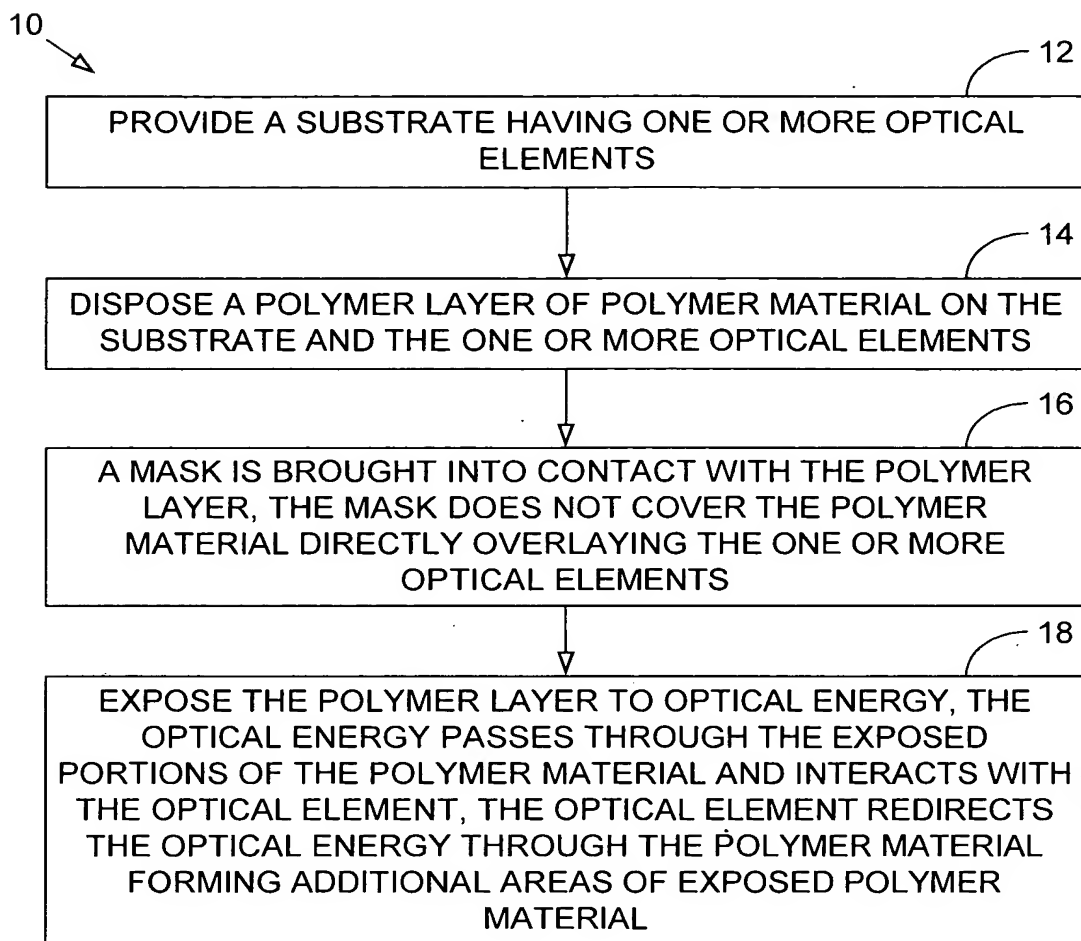 10
12
PROVIDE A SUBSTRATE HAVING ONE OR MORE OPTICAL
ELEMENTS
14
DISPOSE A POLYMER LAYER OF POLYMER MATERIAL ON THE
SUBSTRATE AND THE ONE OR MORE OPTICAL ELEMENTS
16
A MASK IS BROUGHT INTO CONTACT WITH THE POLYMER
LAYER, THE MASK DOES NOT COVER THE POLYMER
MATERIAL DIRECTLY OVERLAYING THE ONE OR MORE
OPTICAL ELEMENTS
18
EXPOSE THE POLYMER LAYER TO OPTICAL ENERGY, THE
OPTICAL ENERGY PASSES THROUGH THE EXPOSED
PORTIONS OF THE POLYMER MATERIAL AND INTERACTS WITH
THE OPTICAL ELEMENT, THE OPTICAL ELEMENT REDIRECTS
THE OPTICAL ENERGY THROUGH THE POLYMER MATERIAL
FORMING ADDITIONAL AREAS OF EXPOSED POLYMER
MATERIAL